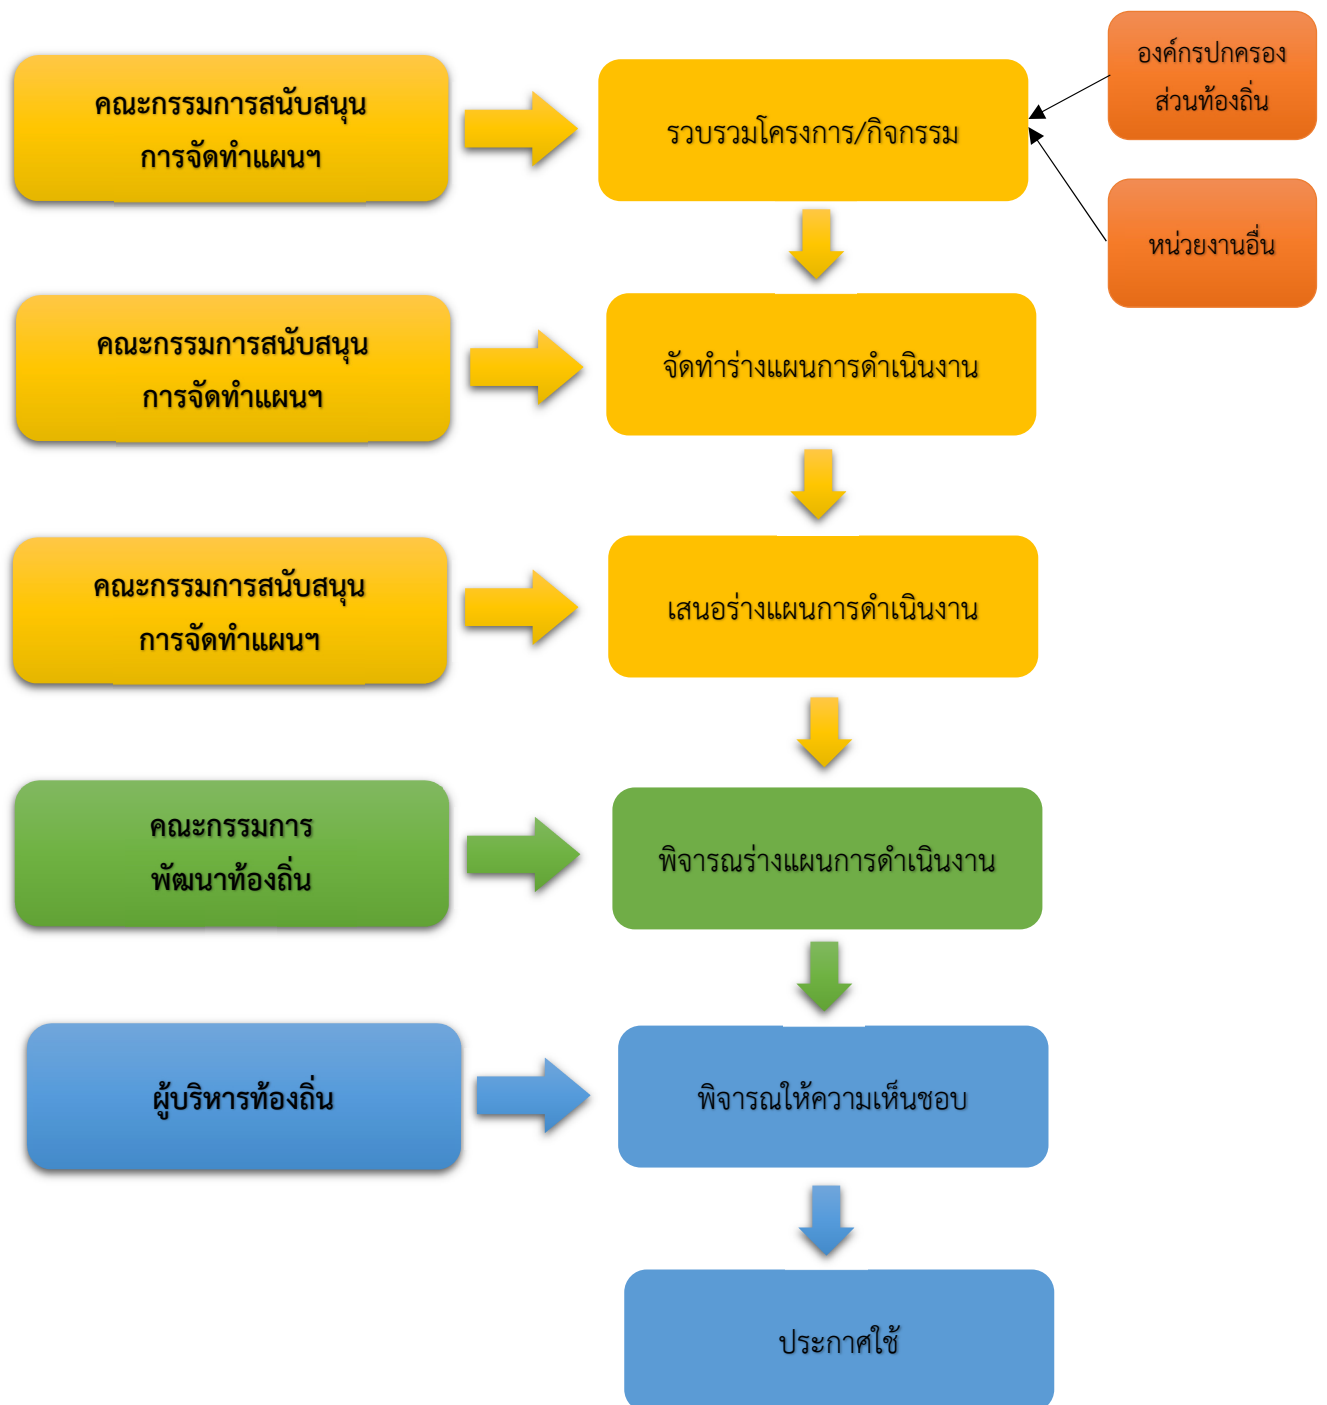 คณะกรรมการสนับสนุน
การจัดทำแผนฯ
รวบรวมโครงการ/กิจกรรม
องค์กรปกครอง
ส่วนท้องถิ่น
หน่วยงานอื่น
คณะกรรมการสนับสนุน
การจัดทำแผนฯ
จัดทำร่างแผนการดำเนินงาน
คณะกรรมการสนับสนุน
การจัดทำแผนฯ
เสนอร่างแผนการดำเนินงาน
คณะกรรมการ
พัฒนาท้องถิ่น
พิจารณร่างแผนการดำเนินงาน
ผู้บริหารท้องถิ่น
พิจารณให้ความเห็นชอบ
ประกาศใช้